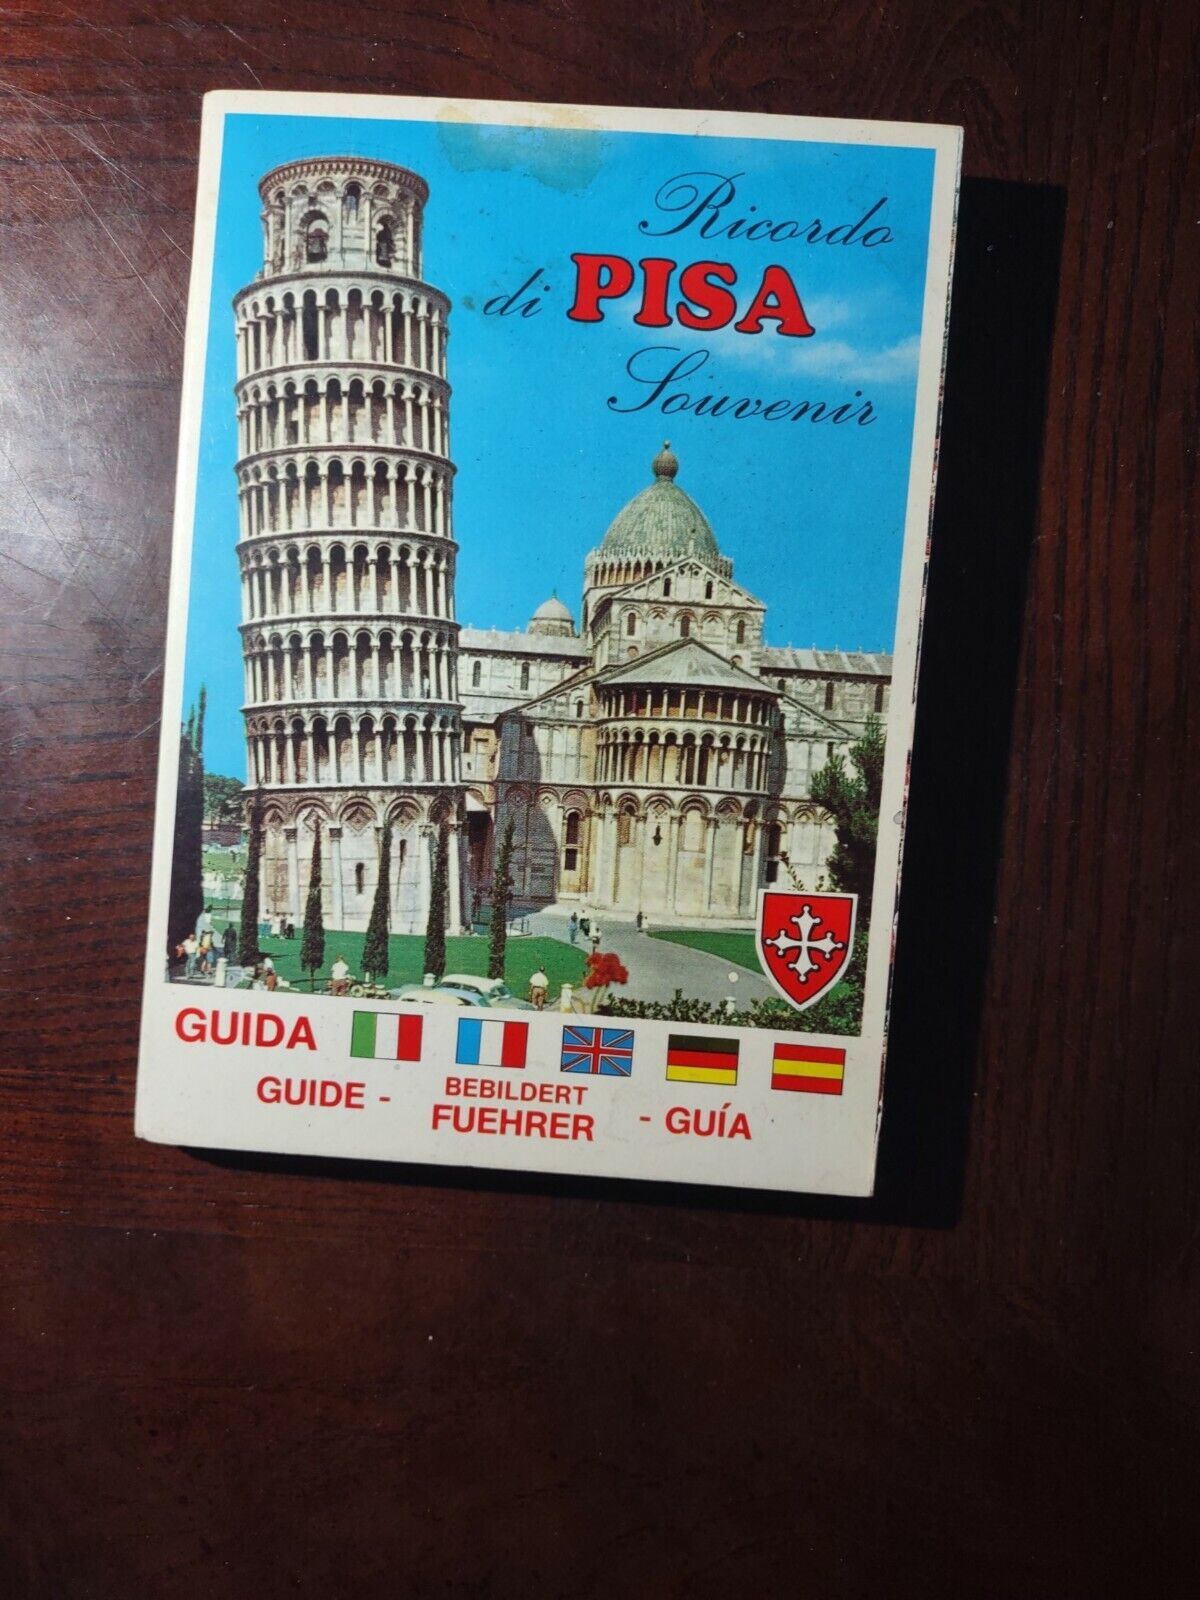 Ricordo
di PISA
Souvenir
GUIDA
GUIDE - BEBILDERT FUEHRER - GUÍA